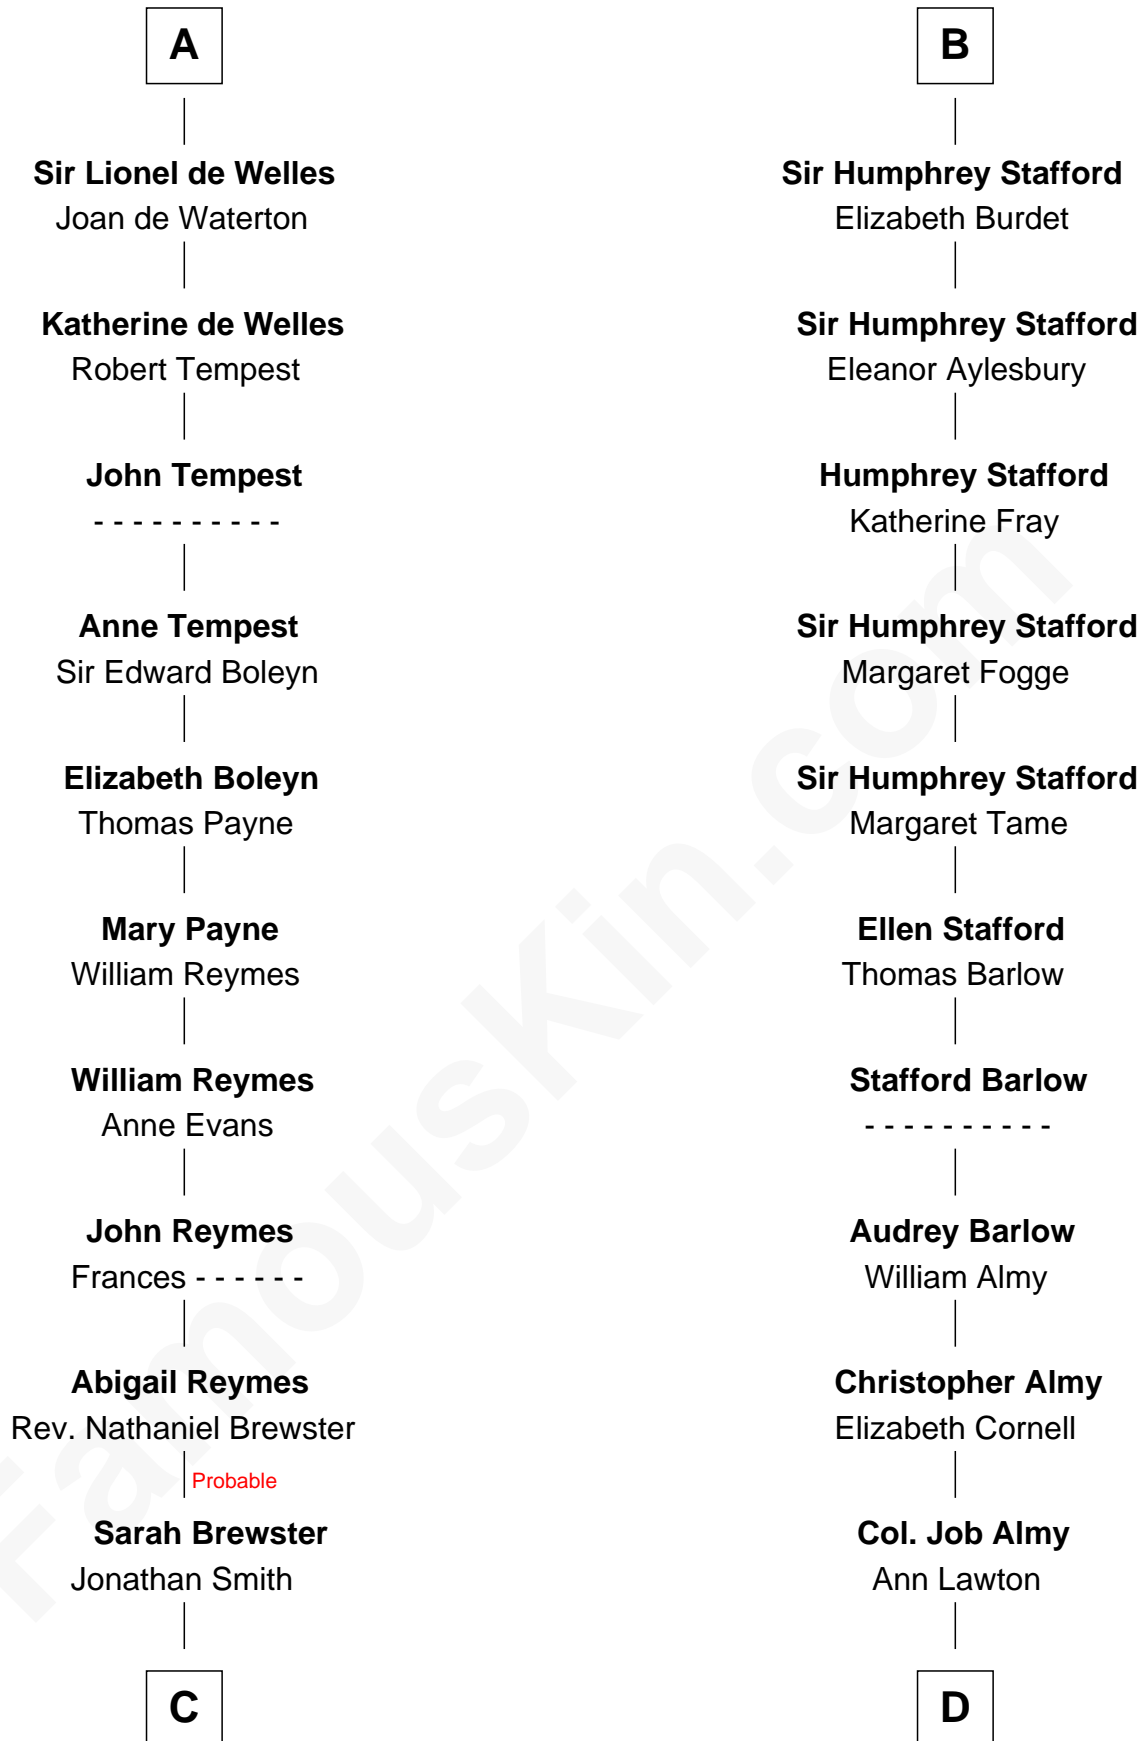 A
Sir Lionel de Welles
Joan de Waterton
Katherine de Welles
Robert Tempest
John Tempest
- - - - - - - - - -
Anne Tempest
Sir Edward Boleyn
Elizabeth Boleyn
Thomas Payne
Mary Payne
William Reymes
William Reymes
Anne Evans
John Reymes
Frances - - - - - -
Abigail Reymes
Rev. Nathaniel Brewster
Probable
Sarah Brewster
Jonathan Smith
C
B
Sir Humphrey Stafford
Elizabeth Burdet
Sir Humphrey Stafford
Eleanor Aylesbury
Humphrey Stafford
Katherine Fray
Sir Humphrey Stafford
Margaret Fogge
Sir Humphrey Stafford
Margaret Tame
Ellen Stafford
Thomas Barlow
Stafford Barlow
- - - - - - - - - -
Audrey Barlow
William Almy
Christopher Almy
Elizabeth Cornell
Col. Job Almy
Ann Lawton
D
FamousKin.com